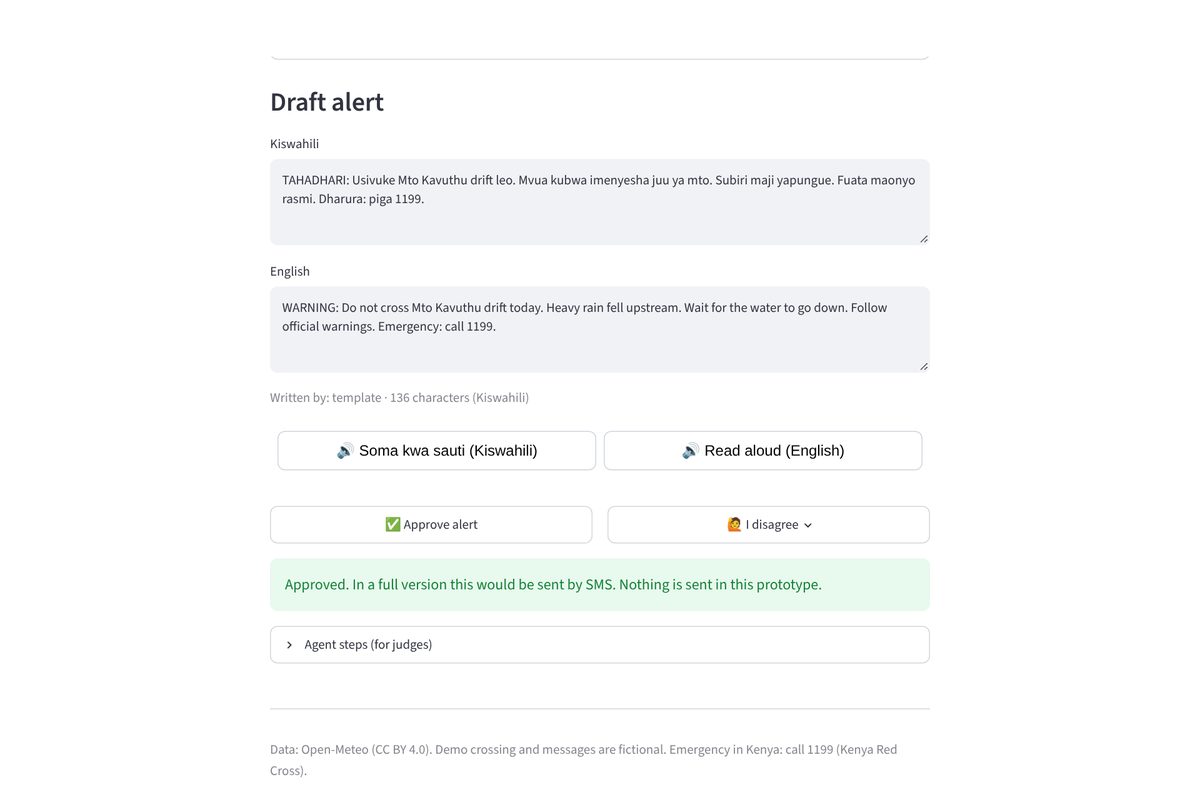 Draft alert
Kiswahili
TAHADHARI: Usivuke Mto Kavuthu drift leo. Mvua kubwa imenyesha juu ya mto. Subiri maji yapungue. Fuata maonyo
rasmi. Dharura: piga 1199.
English
WARNING: Do not cross Mto Kavuthu drift today. Heavy rain fell upstream. Wait for the water to go down. Follow
official warnings. Emergency: call 1199.
Written by: template · 136 characters (Kiswahili)
🔊 Soma kwa sauti (Kiswahili)
🔊 Read aloud (English)
✅ Approve alert
🙋 I disagree
Approved. In a full version this would be sent by SMS. Nothing is sent in this prototype.
Agent steps (for judges)
Data: Open-Meteo (CC BY 4.0). Demo crossing and messages are fictional. Emergency in Kenya: call 1199 (Kenya Red
Cross).